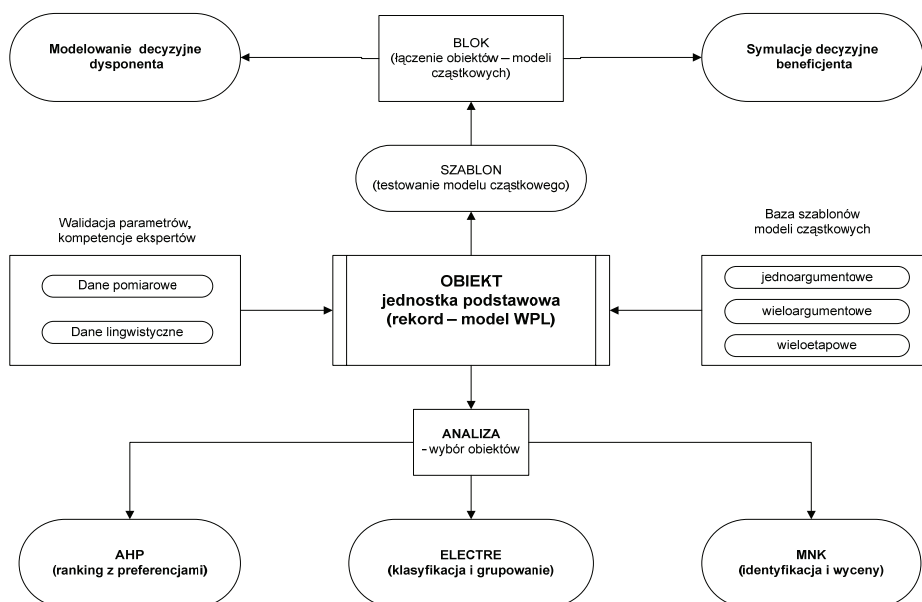 Modelowanie decyzyjne
dysponenta
BLOK
(łączenie obiektów – modeli
cząstkowych)
Symulacje decyzyjne
beneficjenta
SZABLON
(testowanie modelu cząstkowego)
Walidacja parametrów,
kompetencje ekspertów
Dane pomiarowe
Dane lingwistyczne
OBIEKT
jednostka podstawowa
(rekord – model WPL)
Baza szablonów
modeli cząstkowych
jednoargumentowe
wieloargumentowe
wieloetapowe
ANALIZA
- wybór obiektów
AHP
(ranking z preferencjami)
ELECTRE
(klasyfikacja i grupowanie)
MNK
(identyfikacja i wyceny)